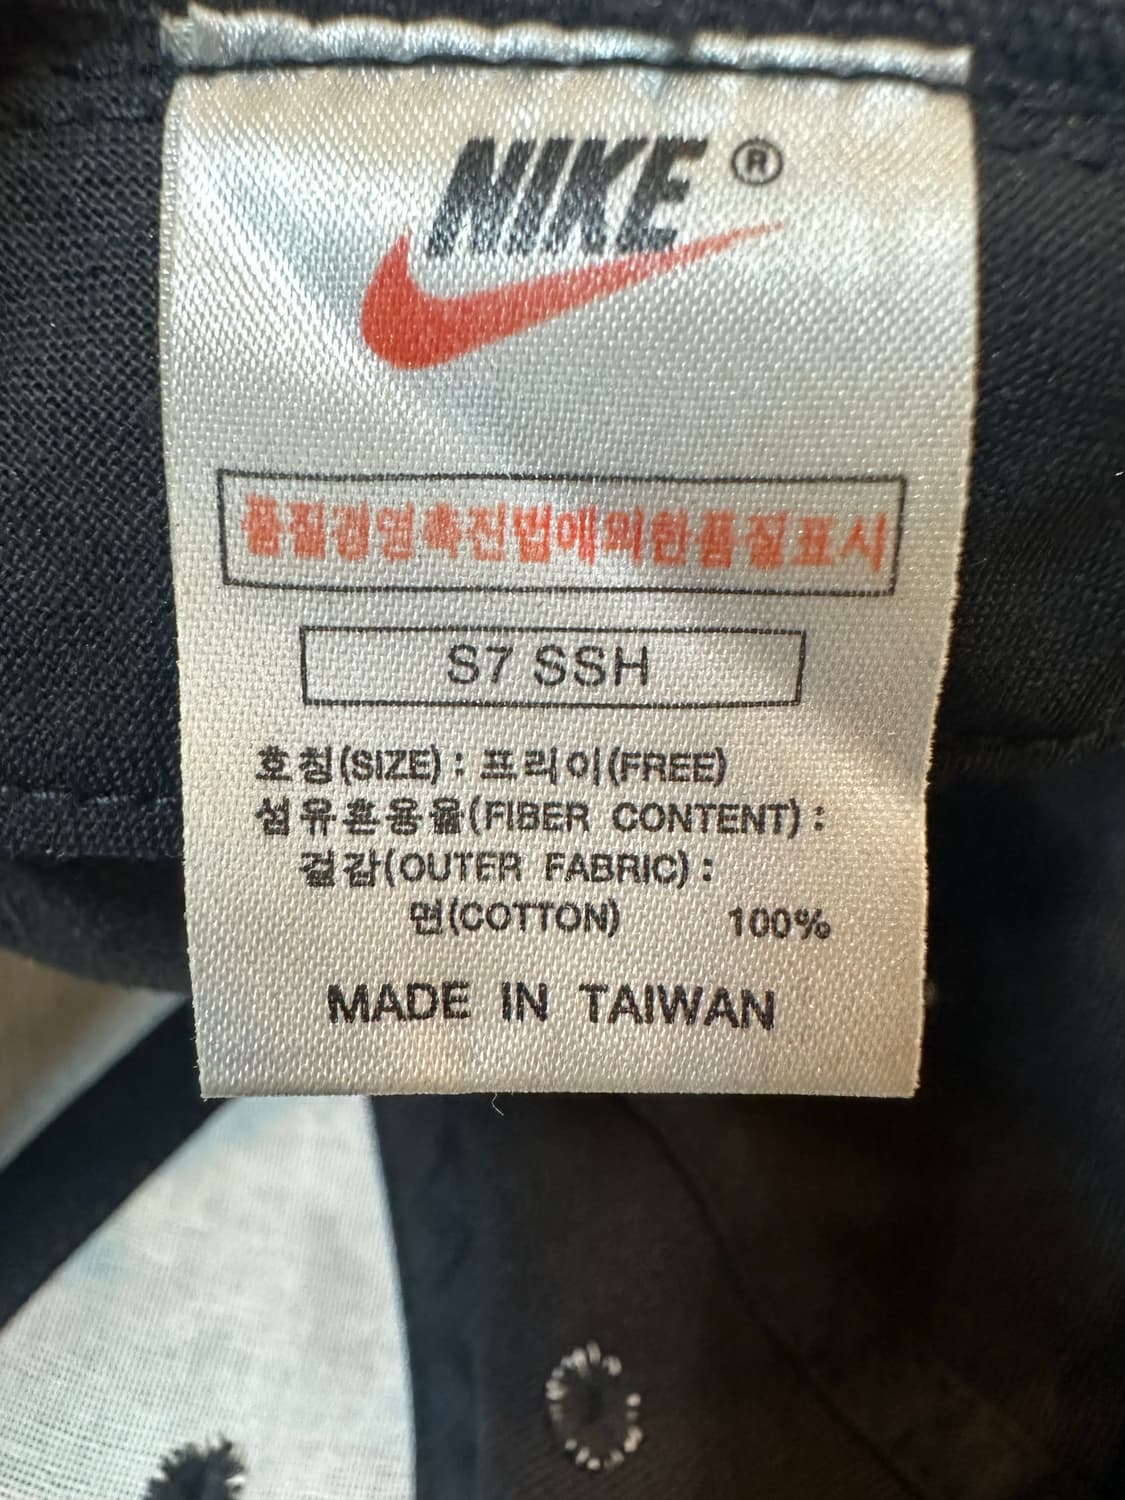 NIKE ®
품질경영촉진법에의한품질표시
S7 SSH
호칭(SIZE) : 프리이(FREE)
섬유혼용율(FIBER CONTENT) :
겉감(OUTER FABRIC) :
면(COTTON) 100%
MADE IN TAIWAN